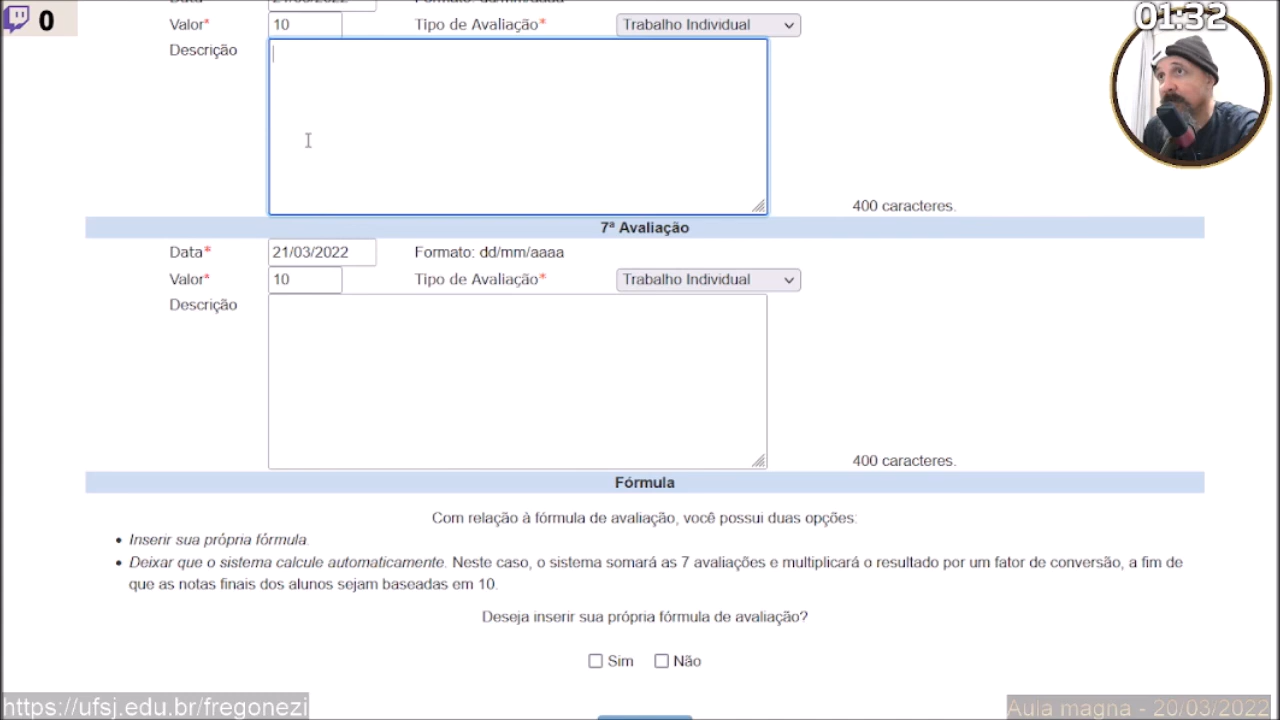 0
01:32
Valor* 10 Tipo de Avaliação* Trabalho Individual
Descrição
400 caracteres.
7ª Avaliação
Data* 21/03/2022 Formato: dd/mm/aaaa
Valor* 10 Tipo de Avaliação* Trabalho Individual
Descrição
400 caracteres.
Fórmula
Com relação à fórmula de avaliação, você possui duas opções:
• Inserir sua própria fórmula.
• Deixar que o sistema calcule automaticamente. Neste caso, o sistema somará as 7 avaliações e multiplicará o resultado por um fator de conversão, a fim de
que as notas finais dos alunos sejam baseadas em 10.
Deseja inserir sua própria fórmula de avaliação?
Sim Não
https://ufsj.edu.br/fregonezi
Aula magna - 20/03/2022